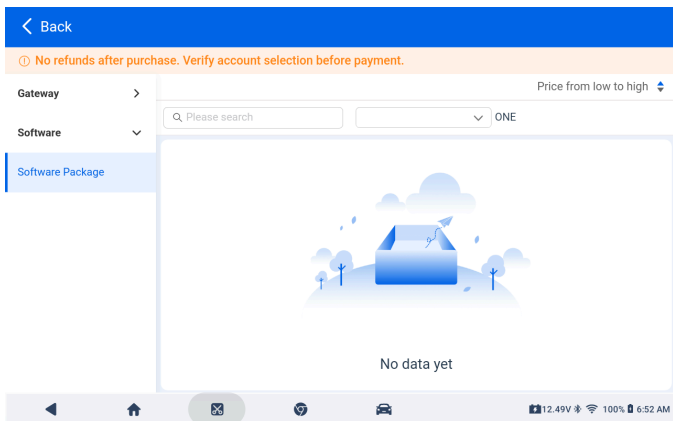 Back
No refunds after purchase. Verify account selection before payment.
Gateway
Price from low to high
Please search
ONE
Software
Software Package
No data yet
12.49V 100% 6:52 AM